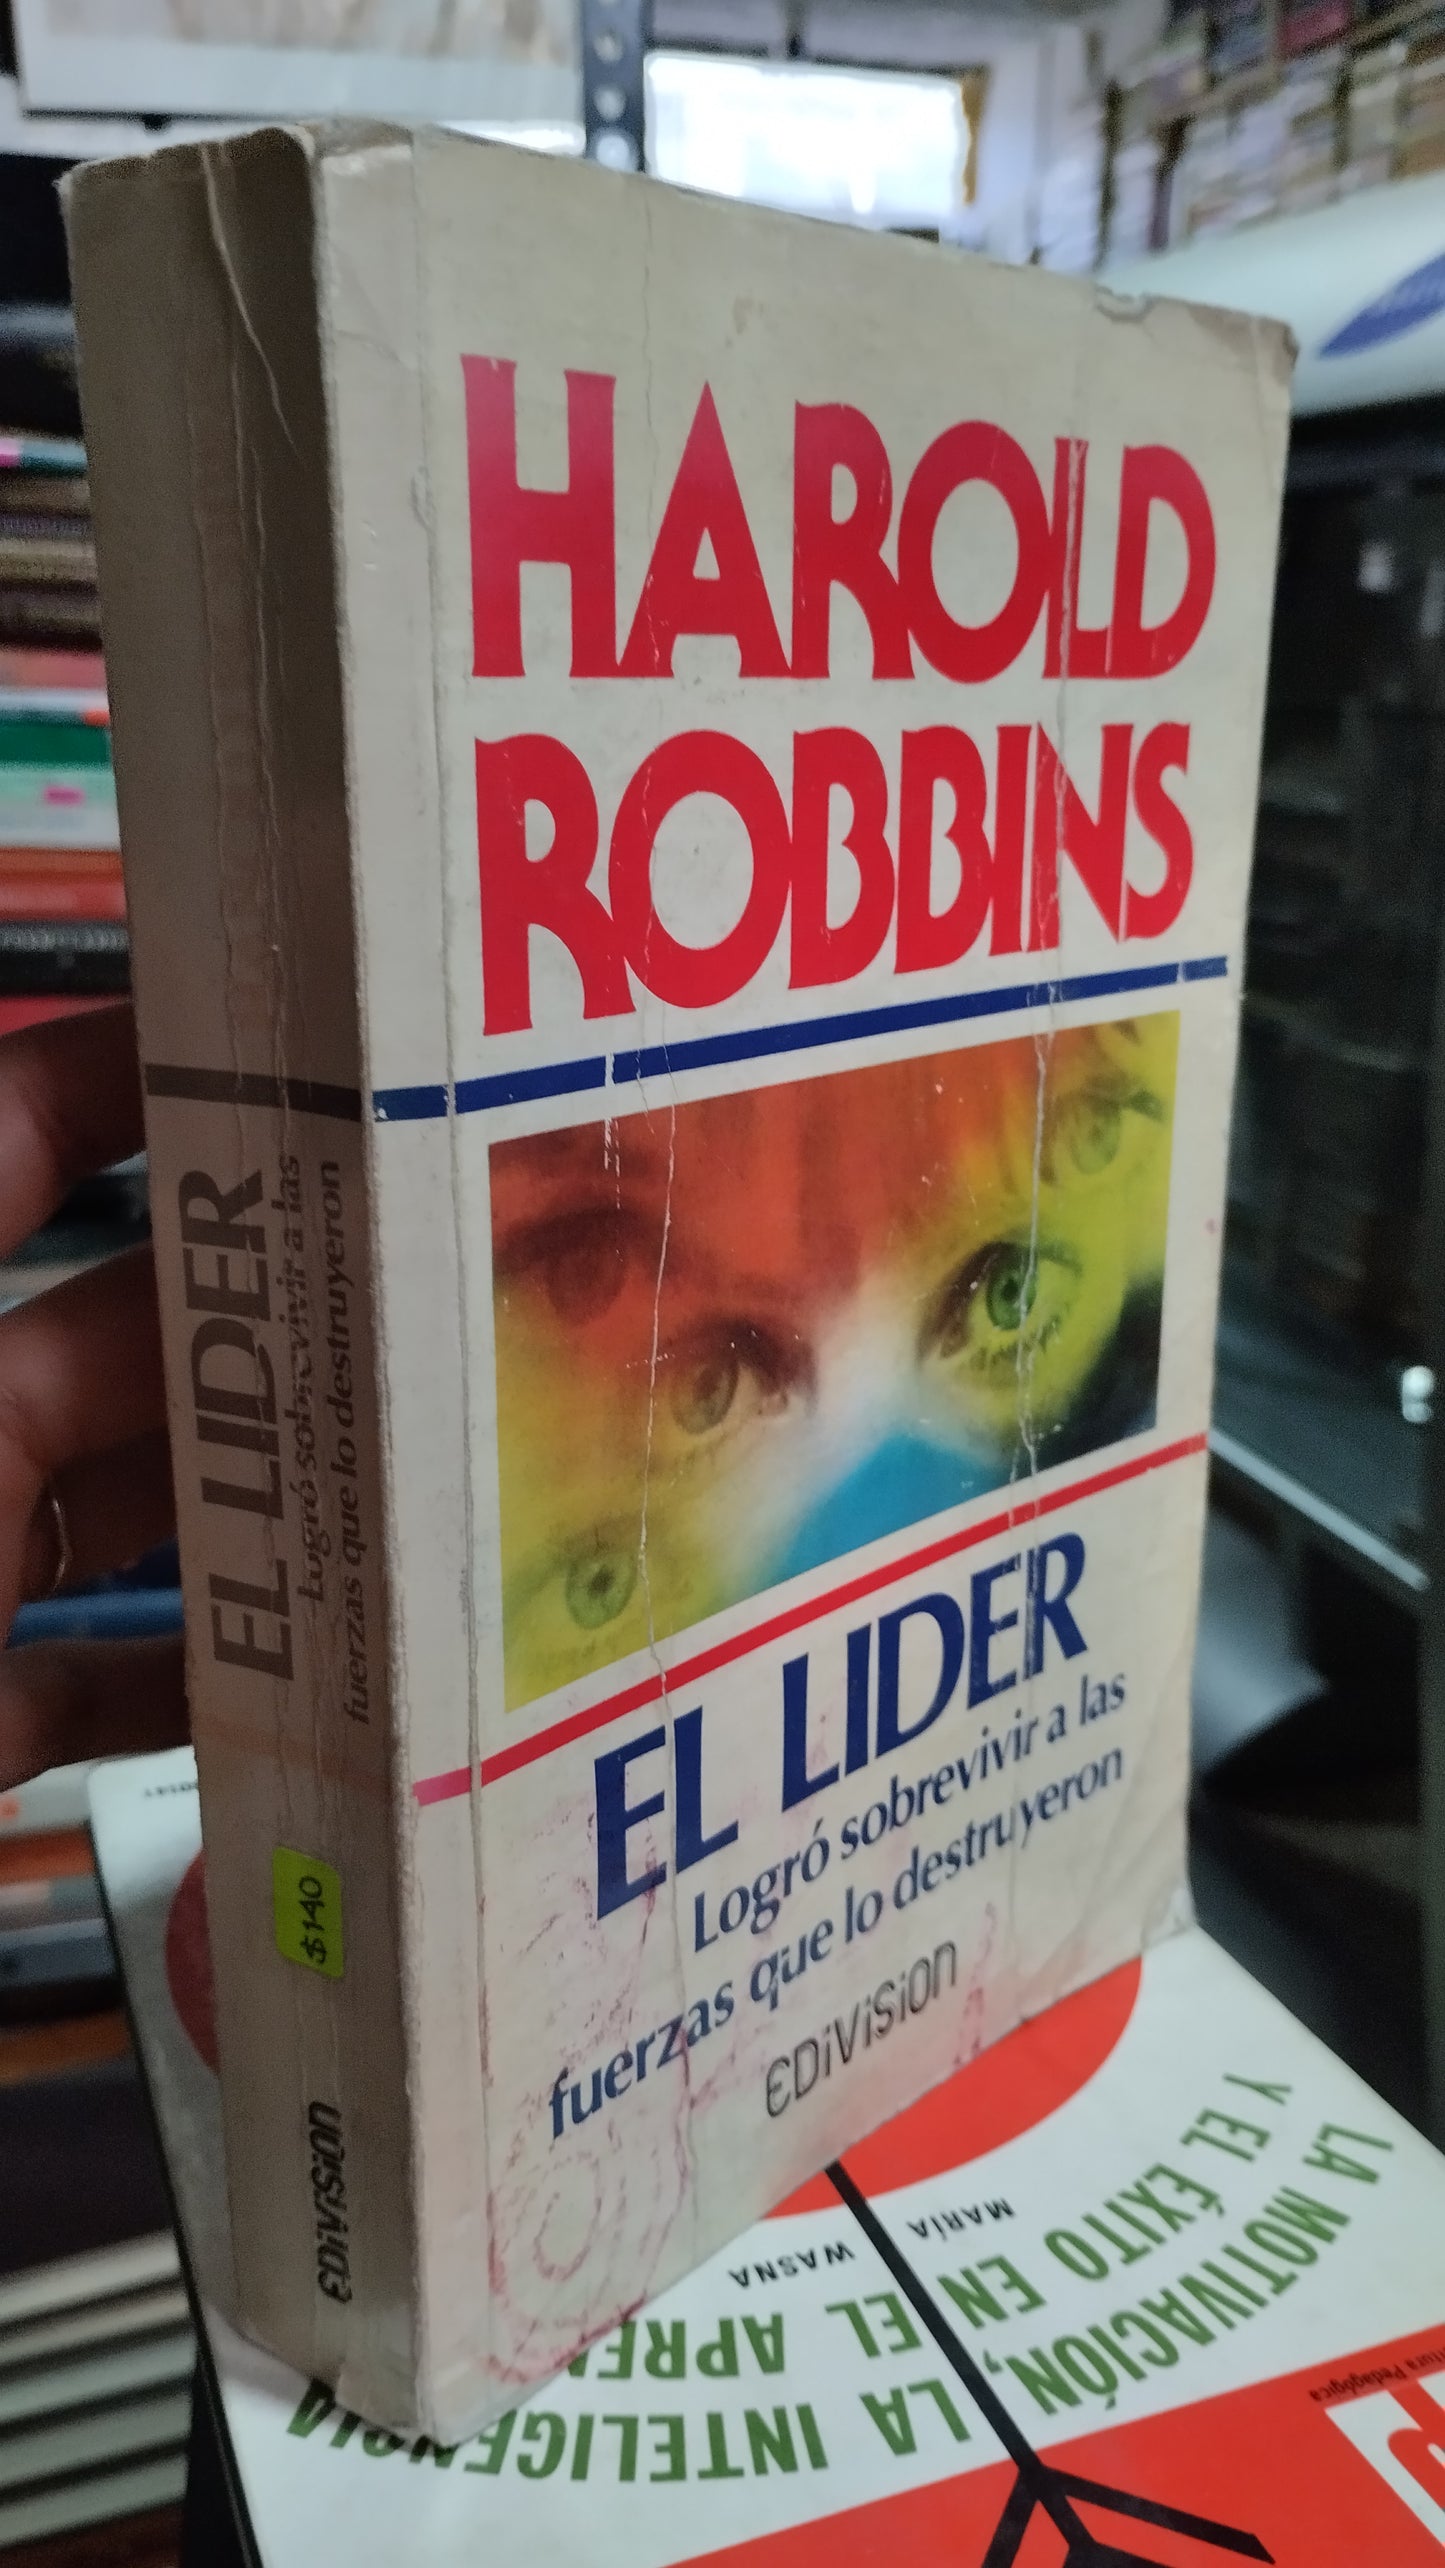 HAROLD
ROBBINS
EL LIDER
Logró sobrevivir a las
fuerzas que lo destruyeron
EDiViSiON
EL LIDER
Logró sobrevivir a las
fuerzas que lo destruyeron
$140
EDiViSiON
LA MOTIVACIÓN, LA INTELIGENCIA
Y EL ÉXITO EN EL APREN
MARÍA
WASNA